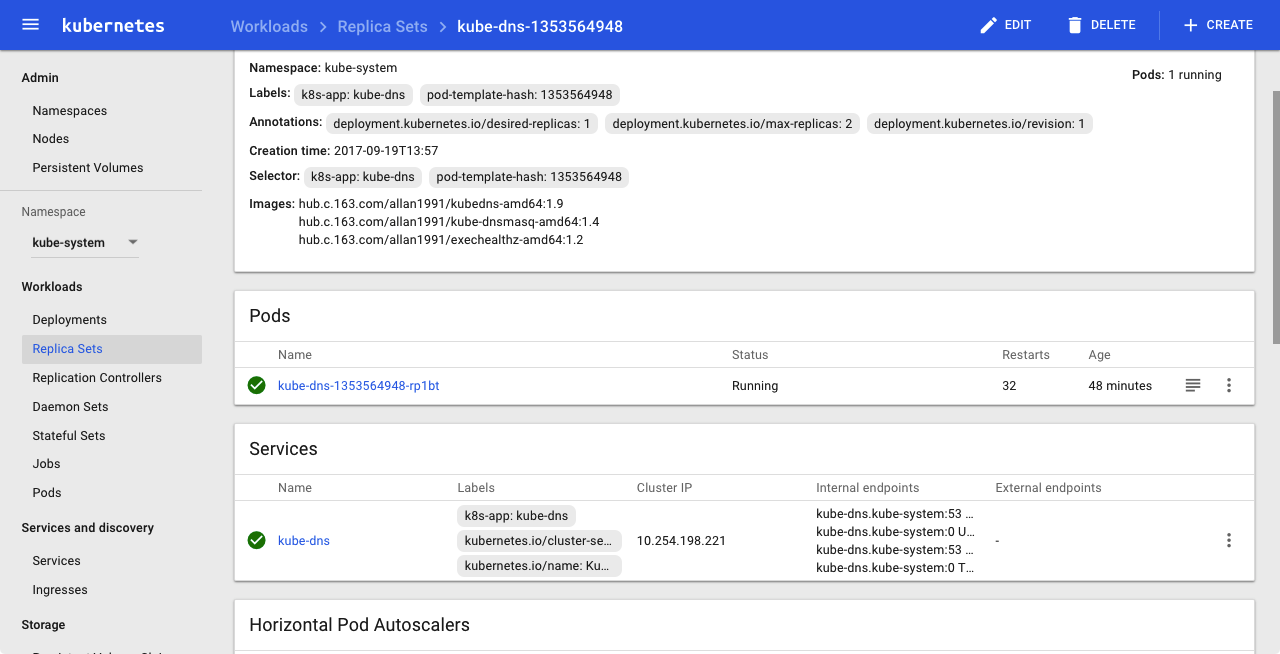 kubernetes
Workloads > Replica Sets > kube-dns-1353564948
EDIT
DELETE
CREATE
Admin
Namespaces
Nodes
Persistent Volumes
Namespace
kube-system
Workloads
Deployments
Replica Sets
Replication Controllers
Daemon Sets
Stateful Sets
Jobs
Pods
Services and discovery
Services
Ingresses
Storage
Namespace: kube-system
Pods: 1 running
Labels: k8s-app: kube-dns pod-template-hash: 1353564948
Annotations: deployment.kubernetes.io/desired-replicas: 1 deployment.kubernetes.io/max-replicas: 2 deployment.kubernetes.io/revision: 1
Creation time: 2017-09-19T13:57
Selector: k8s-app: kube-dns pod-template-hash: 1353564948
Images: hub.c.163.com/allan1991/kubedns-amd64:1.9
hub.c.163.com/allan1991/kube-dnsmasq-amd64:1.4
hub.c.163.com/allan1991/exechealthz-amd64:1.2
Pods
Name Status Restarts Age
kube-dns-1353564948-rp1bt Running 32 48 minutes
Services
Name Labels Cluster IP Internal endpoints External endpoints
kube-dns
k8s-app: kube-dns
kubernetes.io/cluster-se...
kubernetes.io/name: Ku...
10.254.198.221
kube-dns.kube-system:53 ...
kube-dns.kube-system:0 U...
kube-dns.kube-system:53 ...
kube-dns.kube-system:0 T...
-
Horizontal Pod Autoscalers